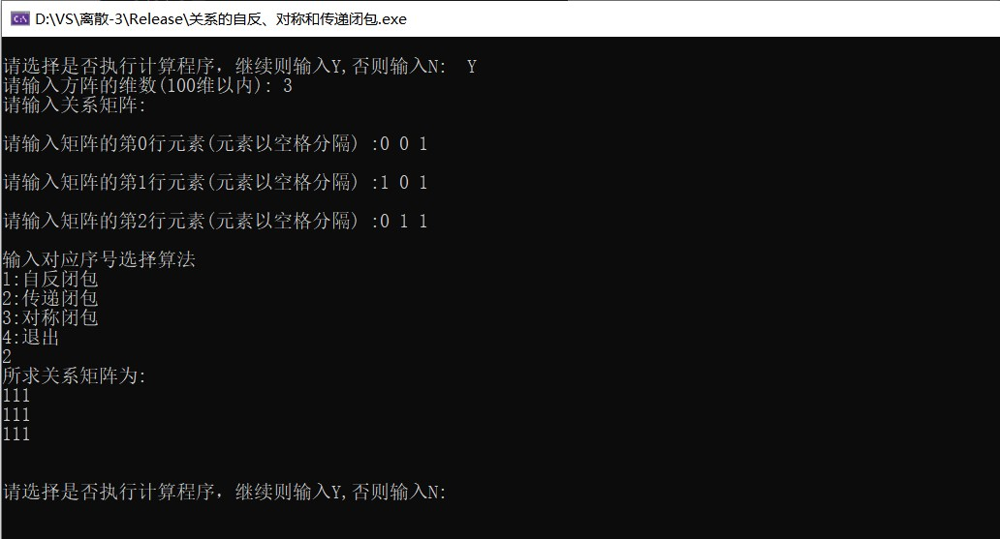 D:\VS\离散-3\Release\关系的自反、对称和传递闭包.exe
请选择是否执行计算程序，继续则输入Y,否则输入N:  Y
请输入方阵的维数(100维以内): 3
请输入关系矩阵:
请输入矩阵的第0行元素(元素以空格分隔) :0 0 1
请输入矩阵的第1行元素(元素以空格分隔) :1 0 1
请输入矩阵的第2行元素(元素以空格分隔) :0 1 1
输入对应序号选择算法
1:自反闭包
2:传递闭包
3:对称闭包
4:退出
2
所求关系矩阵为:
111
111
111
请选择是否执行计算程序，继续则输入Y,否则输入N: